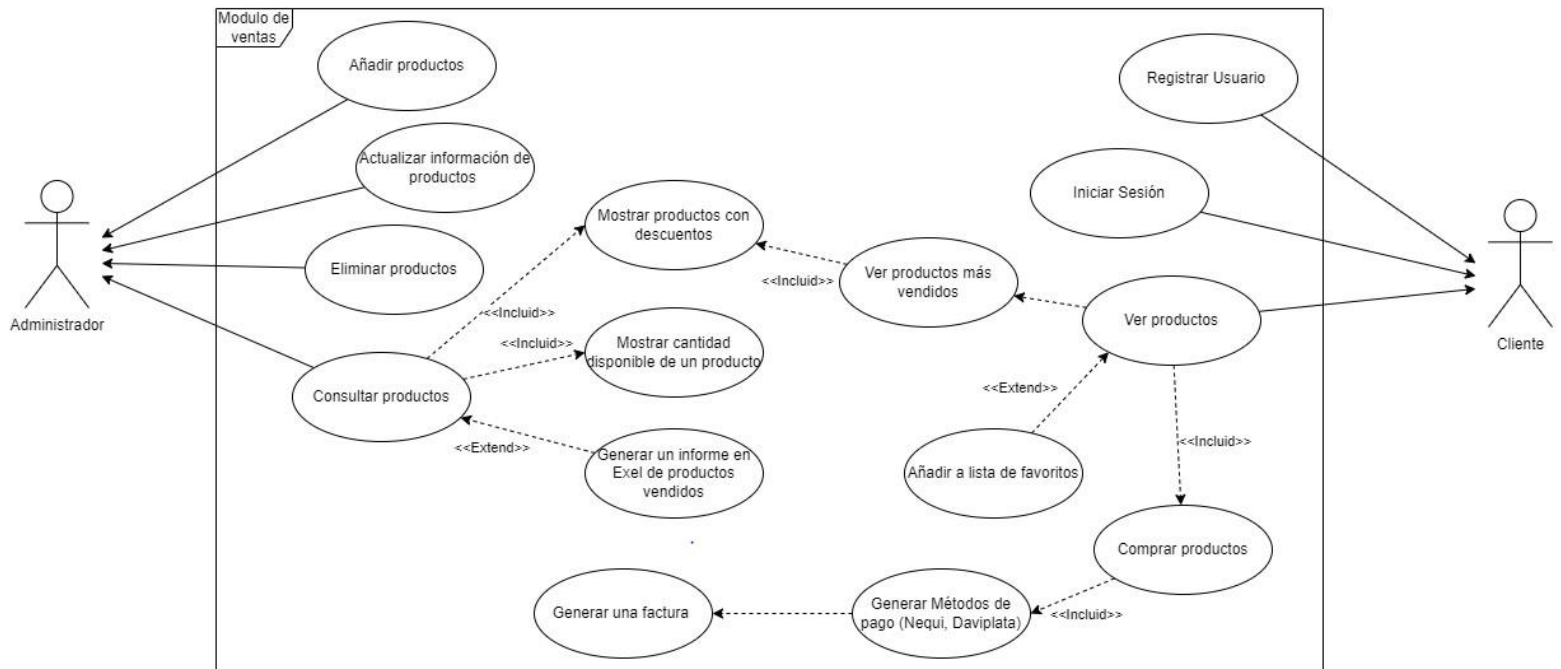 Modulo de
ventas
Añadir productos
Registrar Usuario
Actualizar información de
productos
Iniciar Sesión
Mostrar productos con
descuentos
Eliminar productos
<<Incluid>>
Ver productos más
vendidos
Ver productos
Administrador
Cliente
<<Incluid>>
<<Incluid>>
Mostrar cantidad
disponible de un producto
Consultar productos
<<Extend>>
<<Extend>>
Generar un informe en
Exel de productos
vendidos
<<Incluid>>
Añadir a lista de favoritos
Comprar productos
Generar una factura
Generar Métodos de
pago (Nequi, Daviplata)
<<Incluid>>